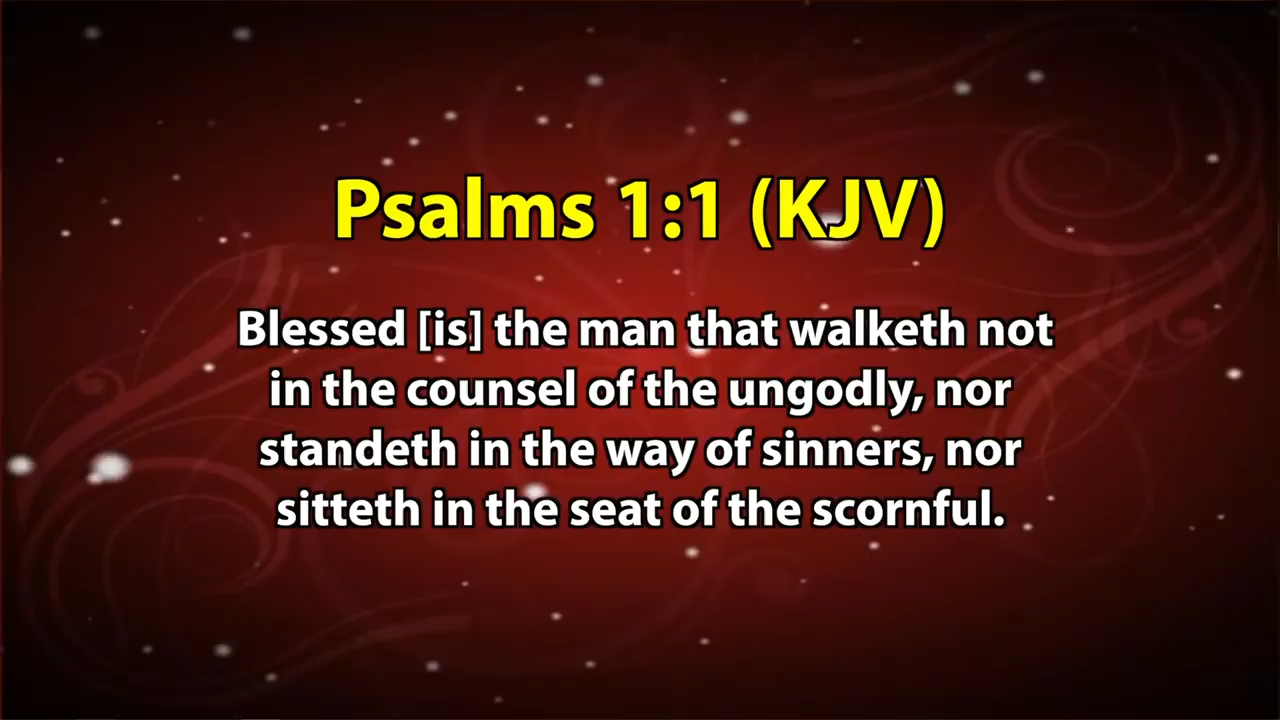 Psalms 1:1 (KJV)
Blessed [is] the man that walketh not
in the counsel of the ungodly, nor
standeth in the way of sinners, nor
sitteth in the seat of the scornful.